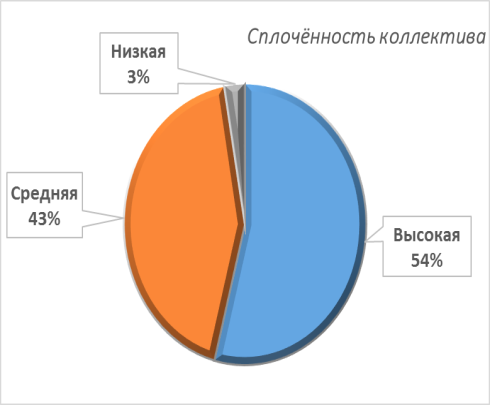 Сплочённость коллектива
Низкая
3%
Средняя
43%
Высокая
54%